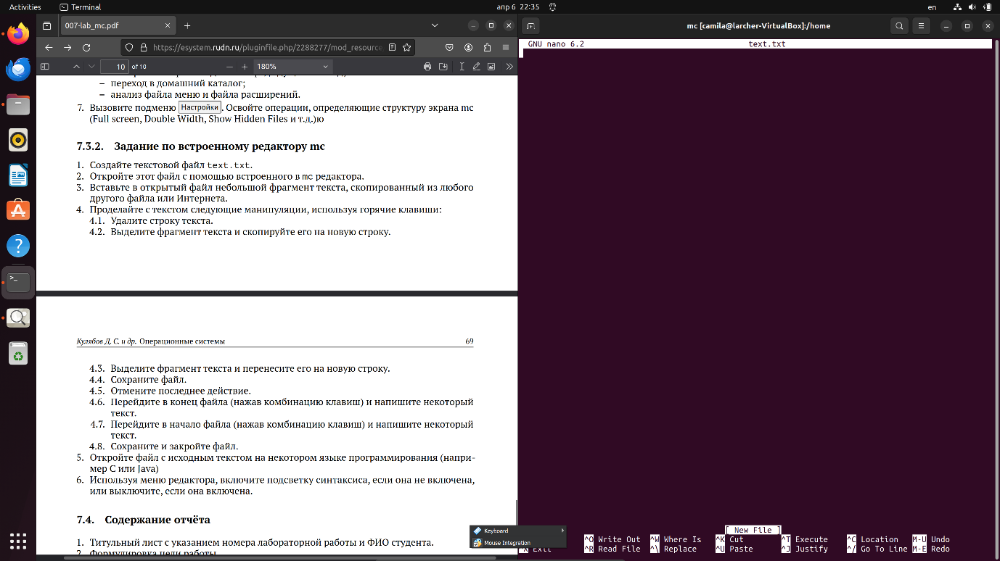 Activities
Terminal
апр 6 22:35
en
007-lab_mc.pdf
https://esystem.rudn.ru/pluginfile.php/2288277/mod_resource
10 of 10
180%
– переход в домашний каталог;
– анализ файла меню и файла расширений.
7. Вызовите подменю Настройки . Освойте операции, определяющие структуру экрана mc
(Full screen, Double Width, Show Hidden Files и т.д.)ю
7.3.2. Задание по встроенному редактору mc
1. Создайте текстовой файл text.txt.
2. Откройте этот файл с помощью встроенного в mc редактора.
3. Вставьте в открытый файл небольшой фрагмент текста, скопированный из любого
другого файла или Интернета.
4. Проделайте с текстом следующие манипуляции, используя горячие клавиши:
4.1. Удалите строку текста.
4.2. Выделите фрагмент текста и скопируйте его на новую строку.
Кулябов Д. С. и др. Операционные системы 69
4.3. Выделите фрагмент текста и перенесите его на новую строку.
4.4. Сохраните файл.
4.5. Отмените последнее действие.
4.6. Перейдите в конец файла (нажав комбинацию клавиш) и напишите некоторый
текст.
4.7. Перейдите в начало файла (нажав комбинацию клавиш) и напишите некоторый
текст.
4.8. Сохраните и закройте файл.
5. Откройте файл с исходным текстом на некотором языке программирования (напри-
мер C или Java)
6. Используя меню редактора, включите подсветку синтаксиса, если она не включена,
или выключите, если она включена.
7.4. Содержание отчёта
1. Титульный лист с указанием номера лабораторной работы и ФИО студента.
2. Формулировка цели работы.
Keyboard
Mouse Integration
mc [camila@larcher-VirtualBox]:/home
GNU nano 6.2 text.txt
[ New File ]
^O Write Out ^W Where Is ^K Cut ^T Execute ^C Location M-U Undo
^X Exit ^R Read File ^\ Replace ^U Paste ^J Justify ^/ Go To Line M-E Redo